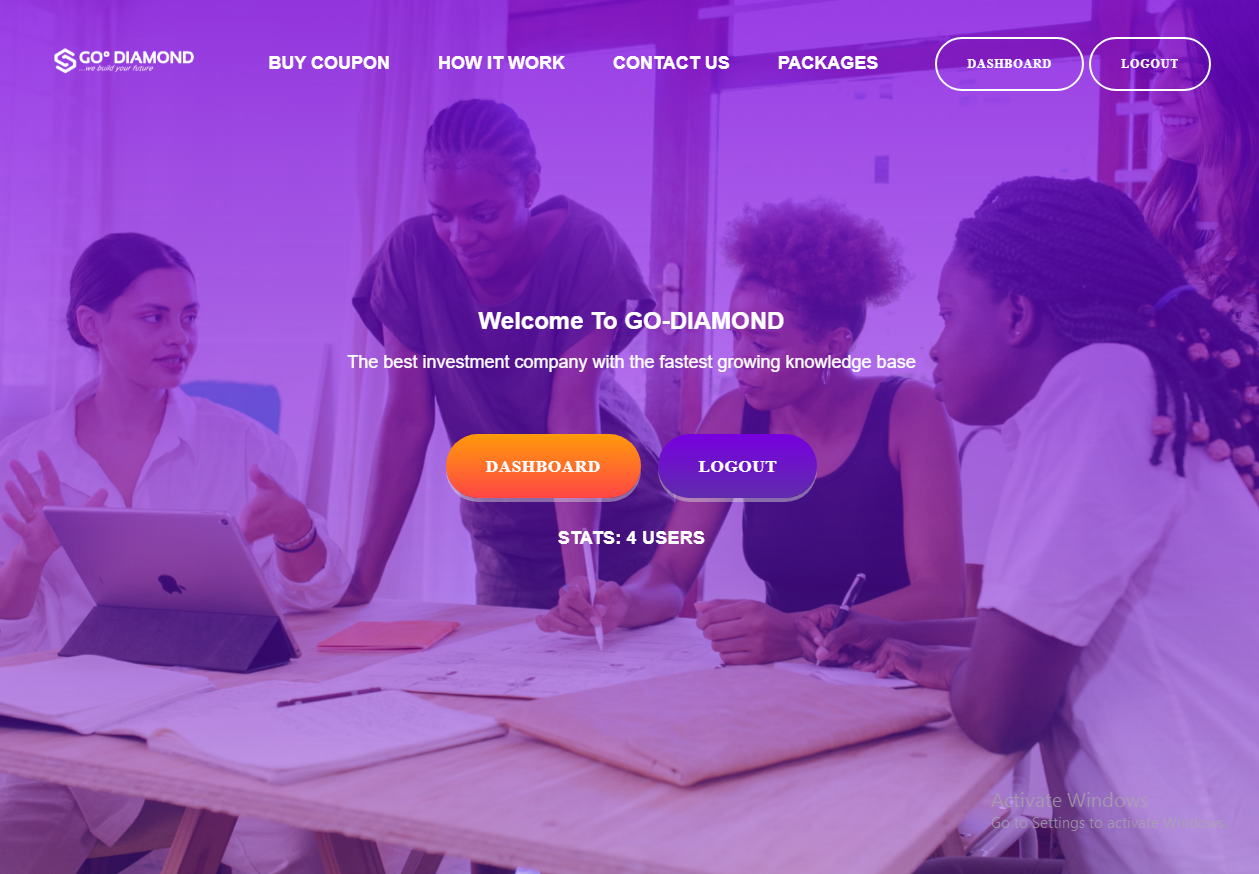 GO° DIAMOND
...we build your future
BUY COUPON
HOW IT WORK
CONTACT US
PACKAGES
DASHBOARD
LOGOUT
Welcome To GO-DIAMOND
The best investment company with the fastest growing knowledge base
DASHBOARD
LOGOUT
STATS: 4 USERS
Activate Windows
Go to Settings to activate Windows.